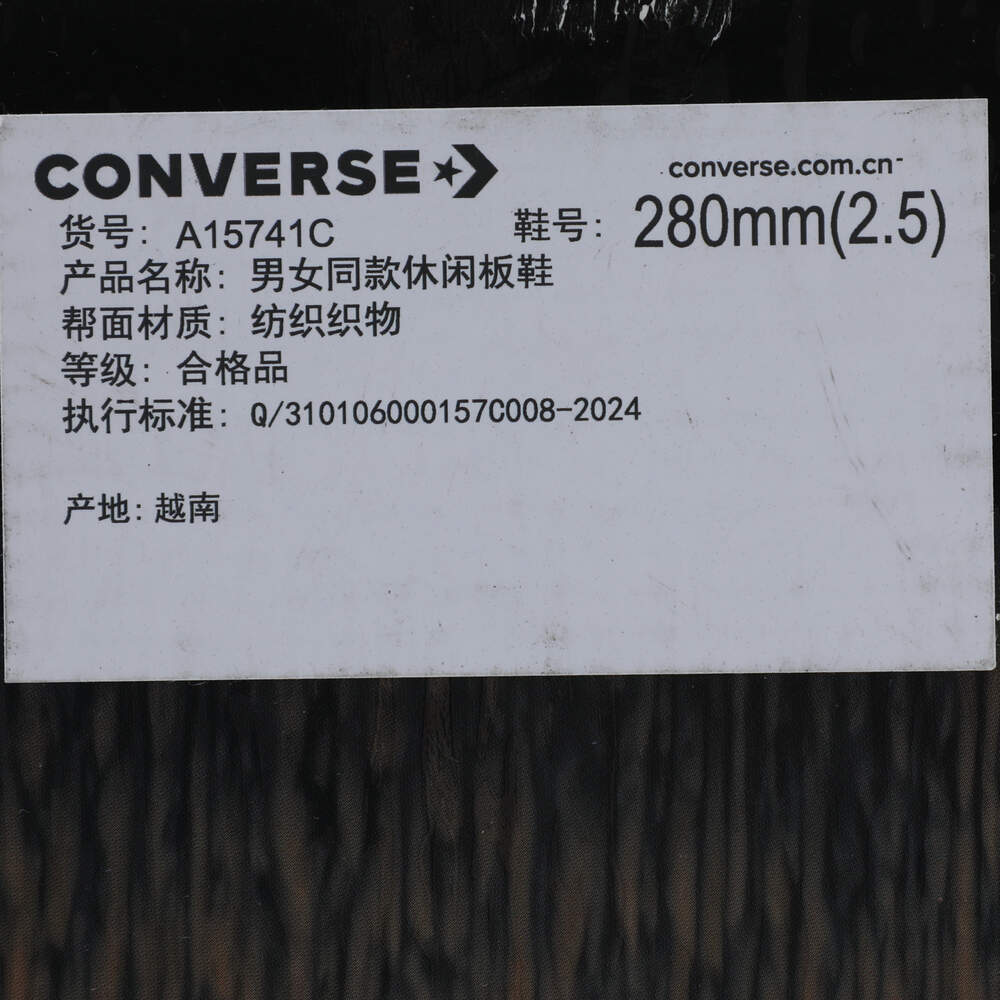 CONVERSE
converse.com.cn
货号: A15741C
鞋号: 280mm(2.5)
产品名称: 男女同款休闲板鞋
帮面材质: 纺织织物
等级: 合格品
执行标准: Q/310106000157C008-2024
产地: 越南